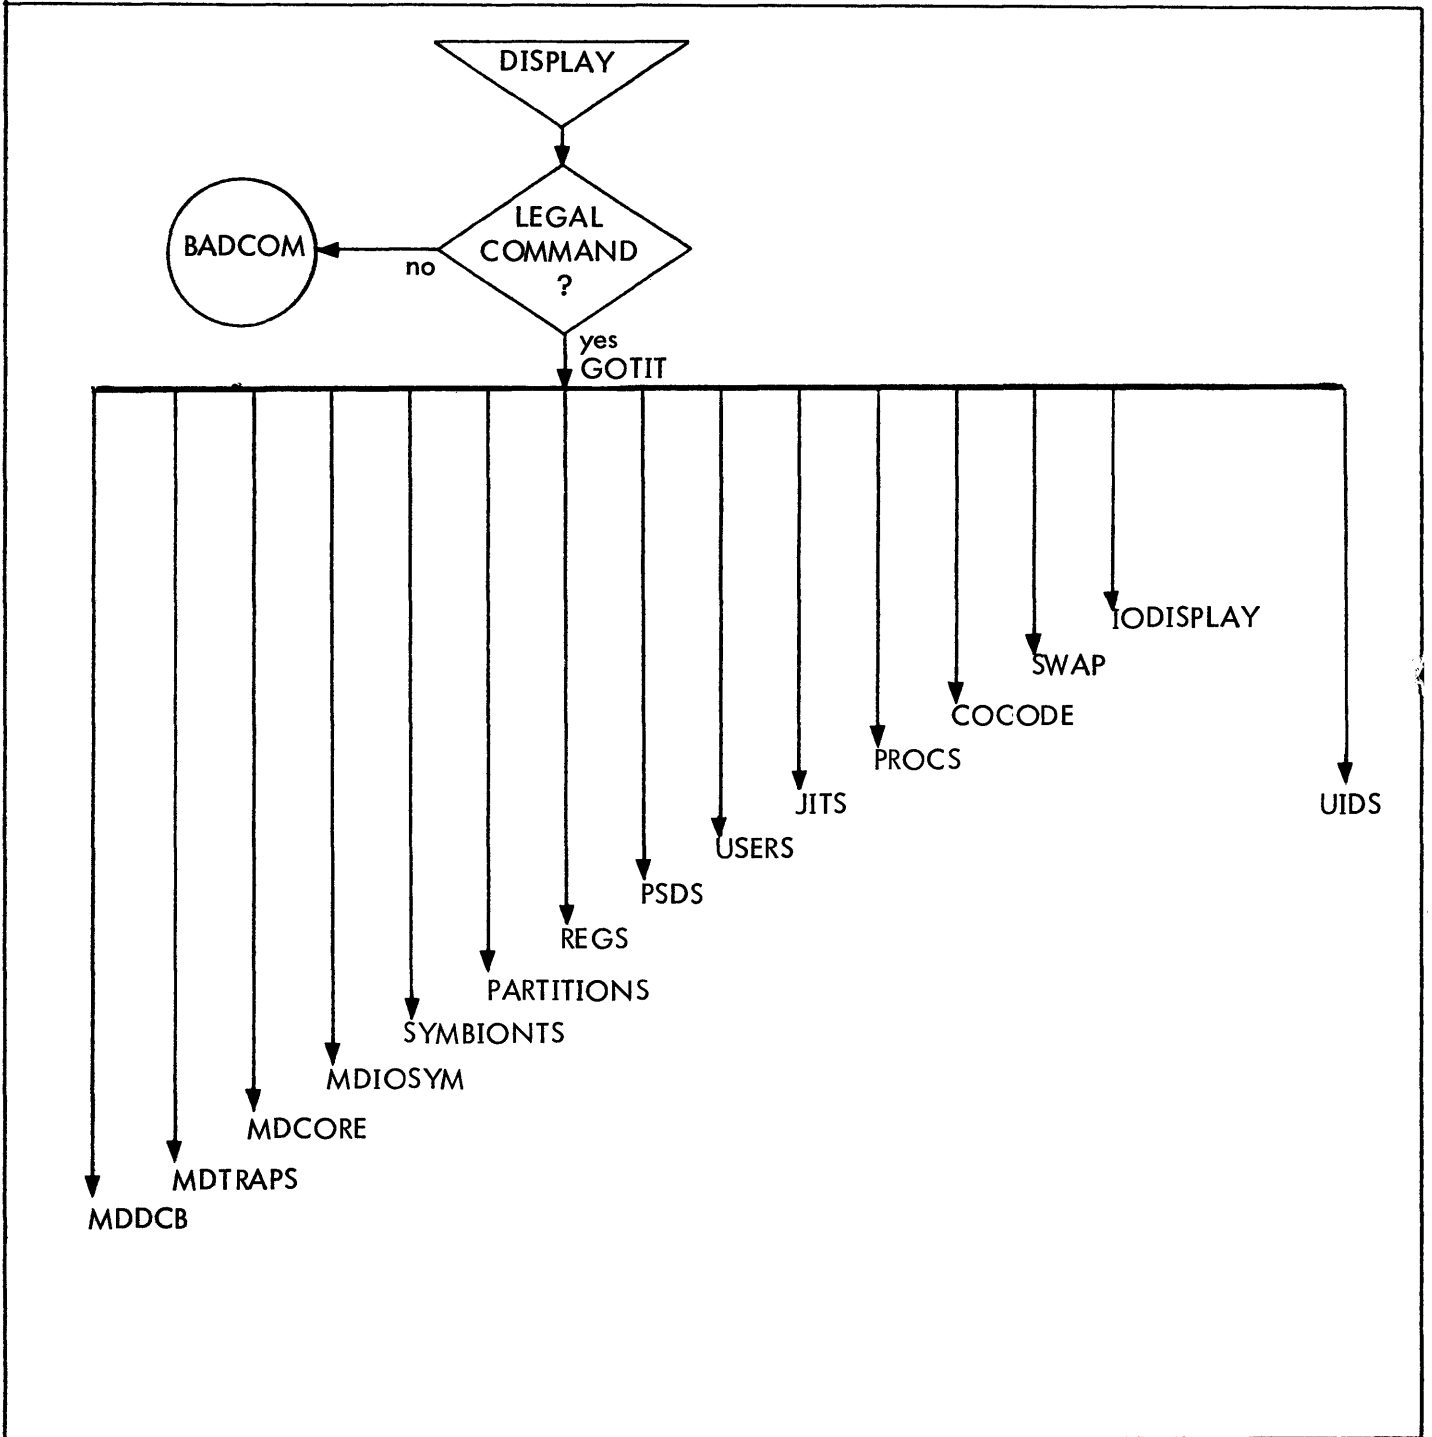 DISPLAY
LEGAL
COMMAND
?
BADCOM
no
yes
GOTIT
IODISPLAY
SWAP
COCODE
PROCS
JITS
UIDS
USERS
PSDS
REGS
PARTITIONS
SYMBIONTS
MDIOSYM
MDCORE
MDTRAPS
MDDCB